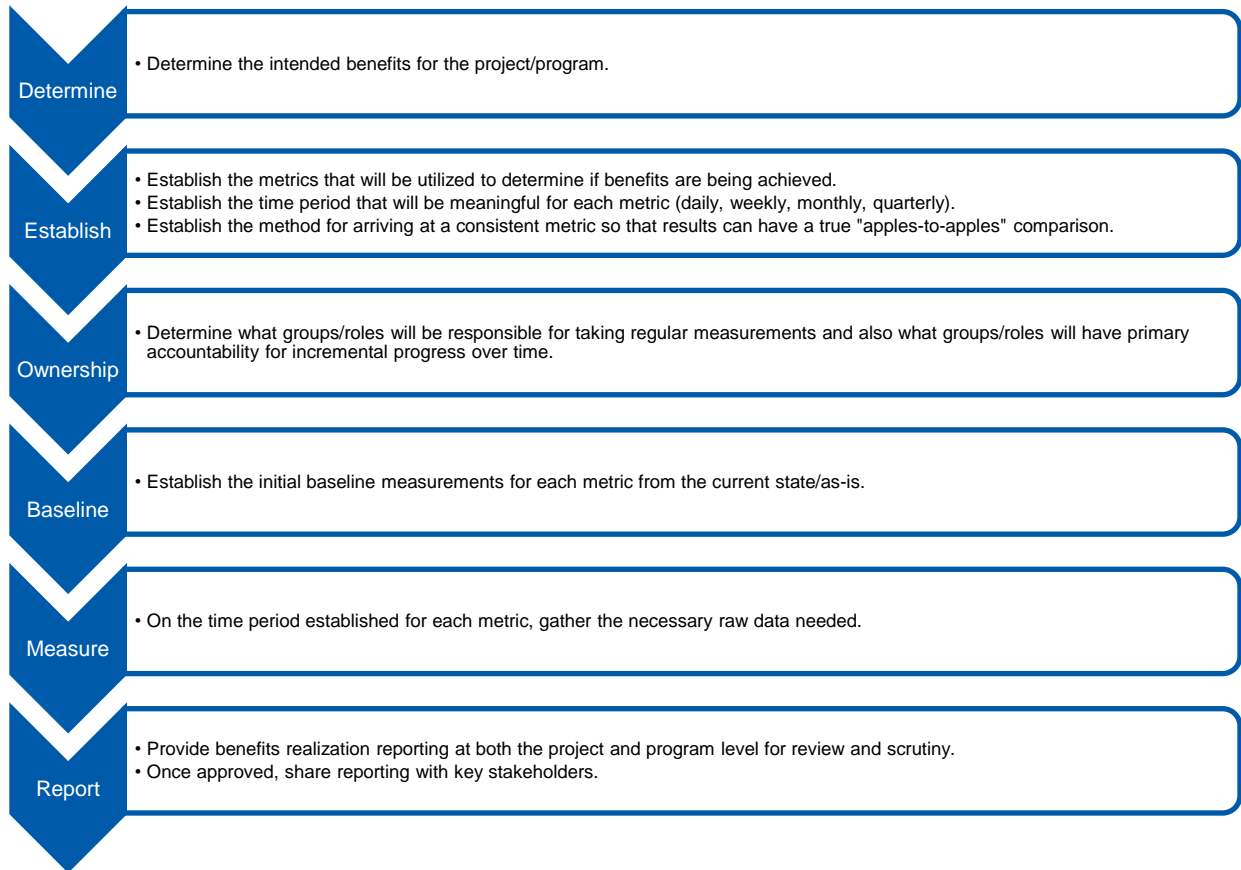 Determine
• Determine the intended benefits for the project/program.
Establish
• Establish the metrics that will be utilized to determine if benefits are being achieved.
• Establish the time period that will be meaningful for each metric (daily, weekly, monthly, quarterly).
• Establish the method for arriving at a consistent metric so that results can have a true "apples-to-apples" comparison.
Ownership
• Determine what groups/roles will be responsible for taking regular measurements and also what groups/roles will have primary
accountability for incremental progress over time.
Baseline
• Establish the initial baseline measurements for each metric from the current state/as-is.
Measure
• On the time period established for each metric, gather the necessary raw data needed.
Report
• Provide benefits realization reporting at both the project and program level for review and scrutiny.
• Once approved, share reporting with key stakeholders.